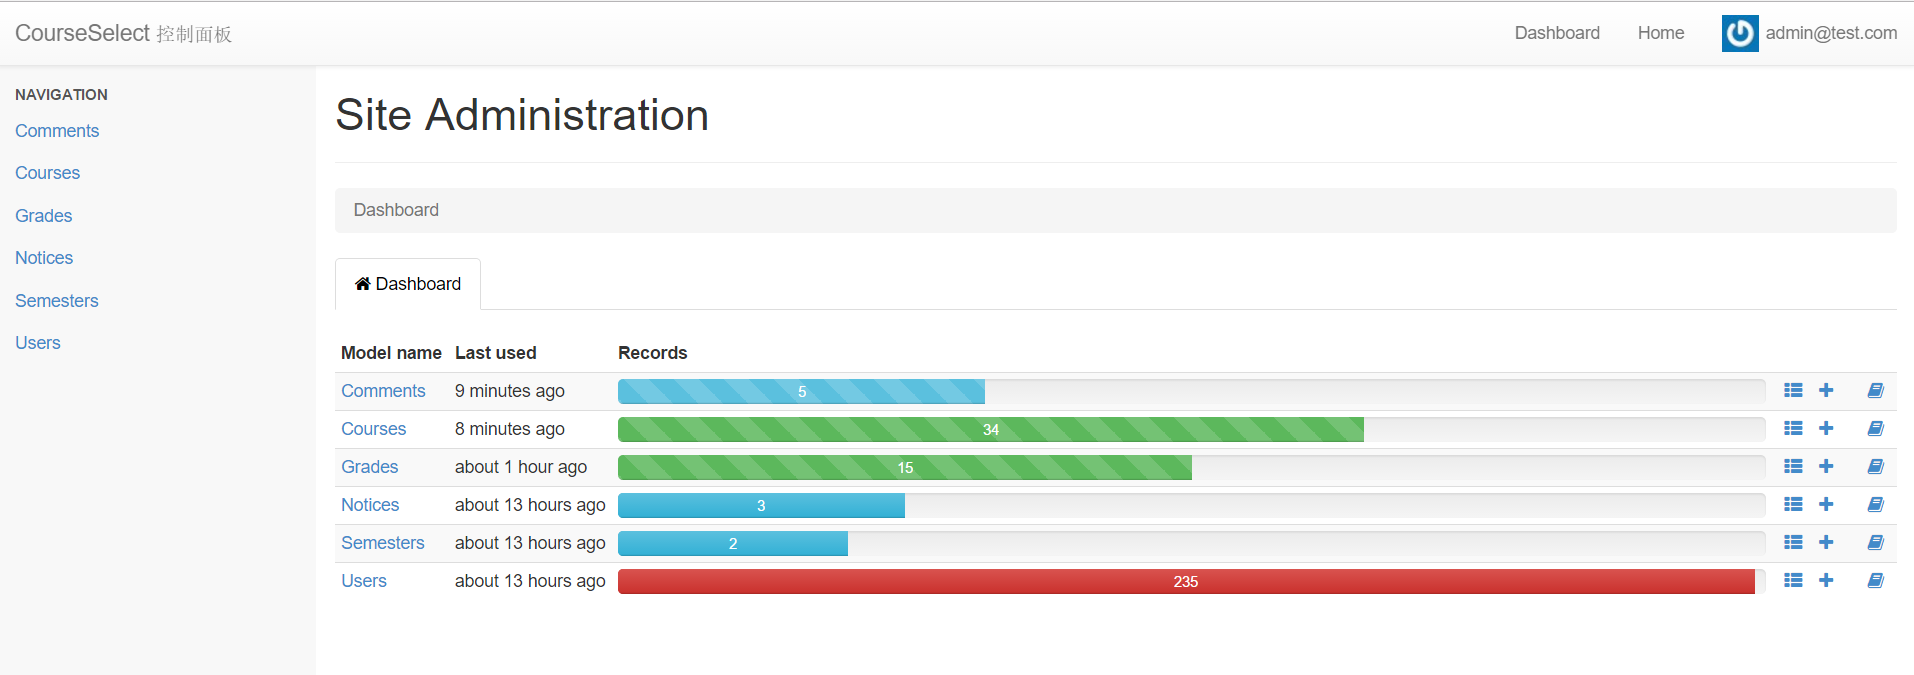 CourseSelect 控制面板
Dashboard
Home
admin@test.com
NAVIGATION
Comments
Courses
Grades
Notices
Semesters
Users
Site Administration
Dashboard
Dashboard
Model name Last used Records
Comments 9 minutes ago 5
Courses 8 minutes ago 34
Grades about 1 hour ago 15
Notices about 13 hours ago 3
Semesters about 13 hours ago 2
Users about 13 hours ago 235